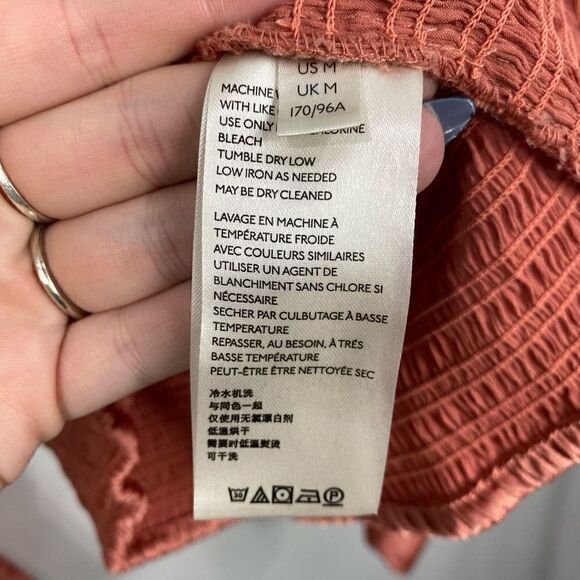 US M
UK M
170/96A
MACHINE
WITH LIKE
USE ONLY
BLEACH
TUMBLE DRY LOW
LOW IRON AS NEEDED
MAY BE DRY CLEANED
LAVAGE EN MACHINE À
TEMPÉRATURE FROIDE
AVEC COULEURS SIMILAIRES
UTILISER UN AGENT DE
BLANCHIMENT SANS CHLORE SI
NÉCESSAIRE
SECHER PAR CULBUTAGE À BASSE
TEMPERATURE
REPASSER, AU BESOIN, À TRÉS
BASSE TEMPÉRATURE
PEUT-ÊTRE ÊTRE NETTOYÉE SEC
冷水机洗
与同色一起
仅使用无氯漂白剂
低温烘干
需要时低温熨烫
可干洗
30 P